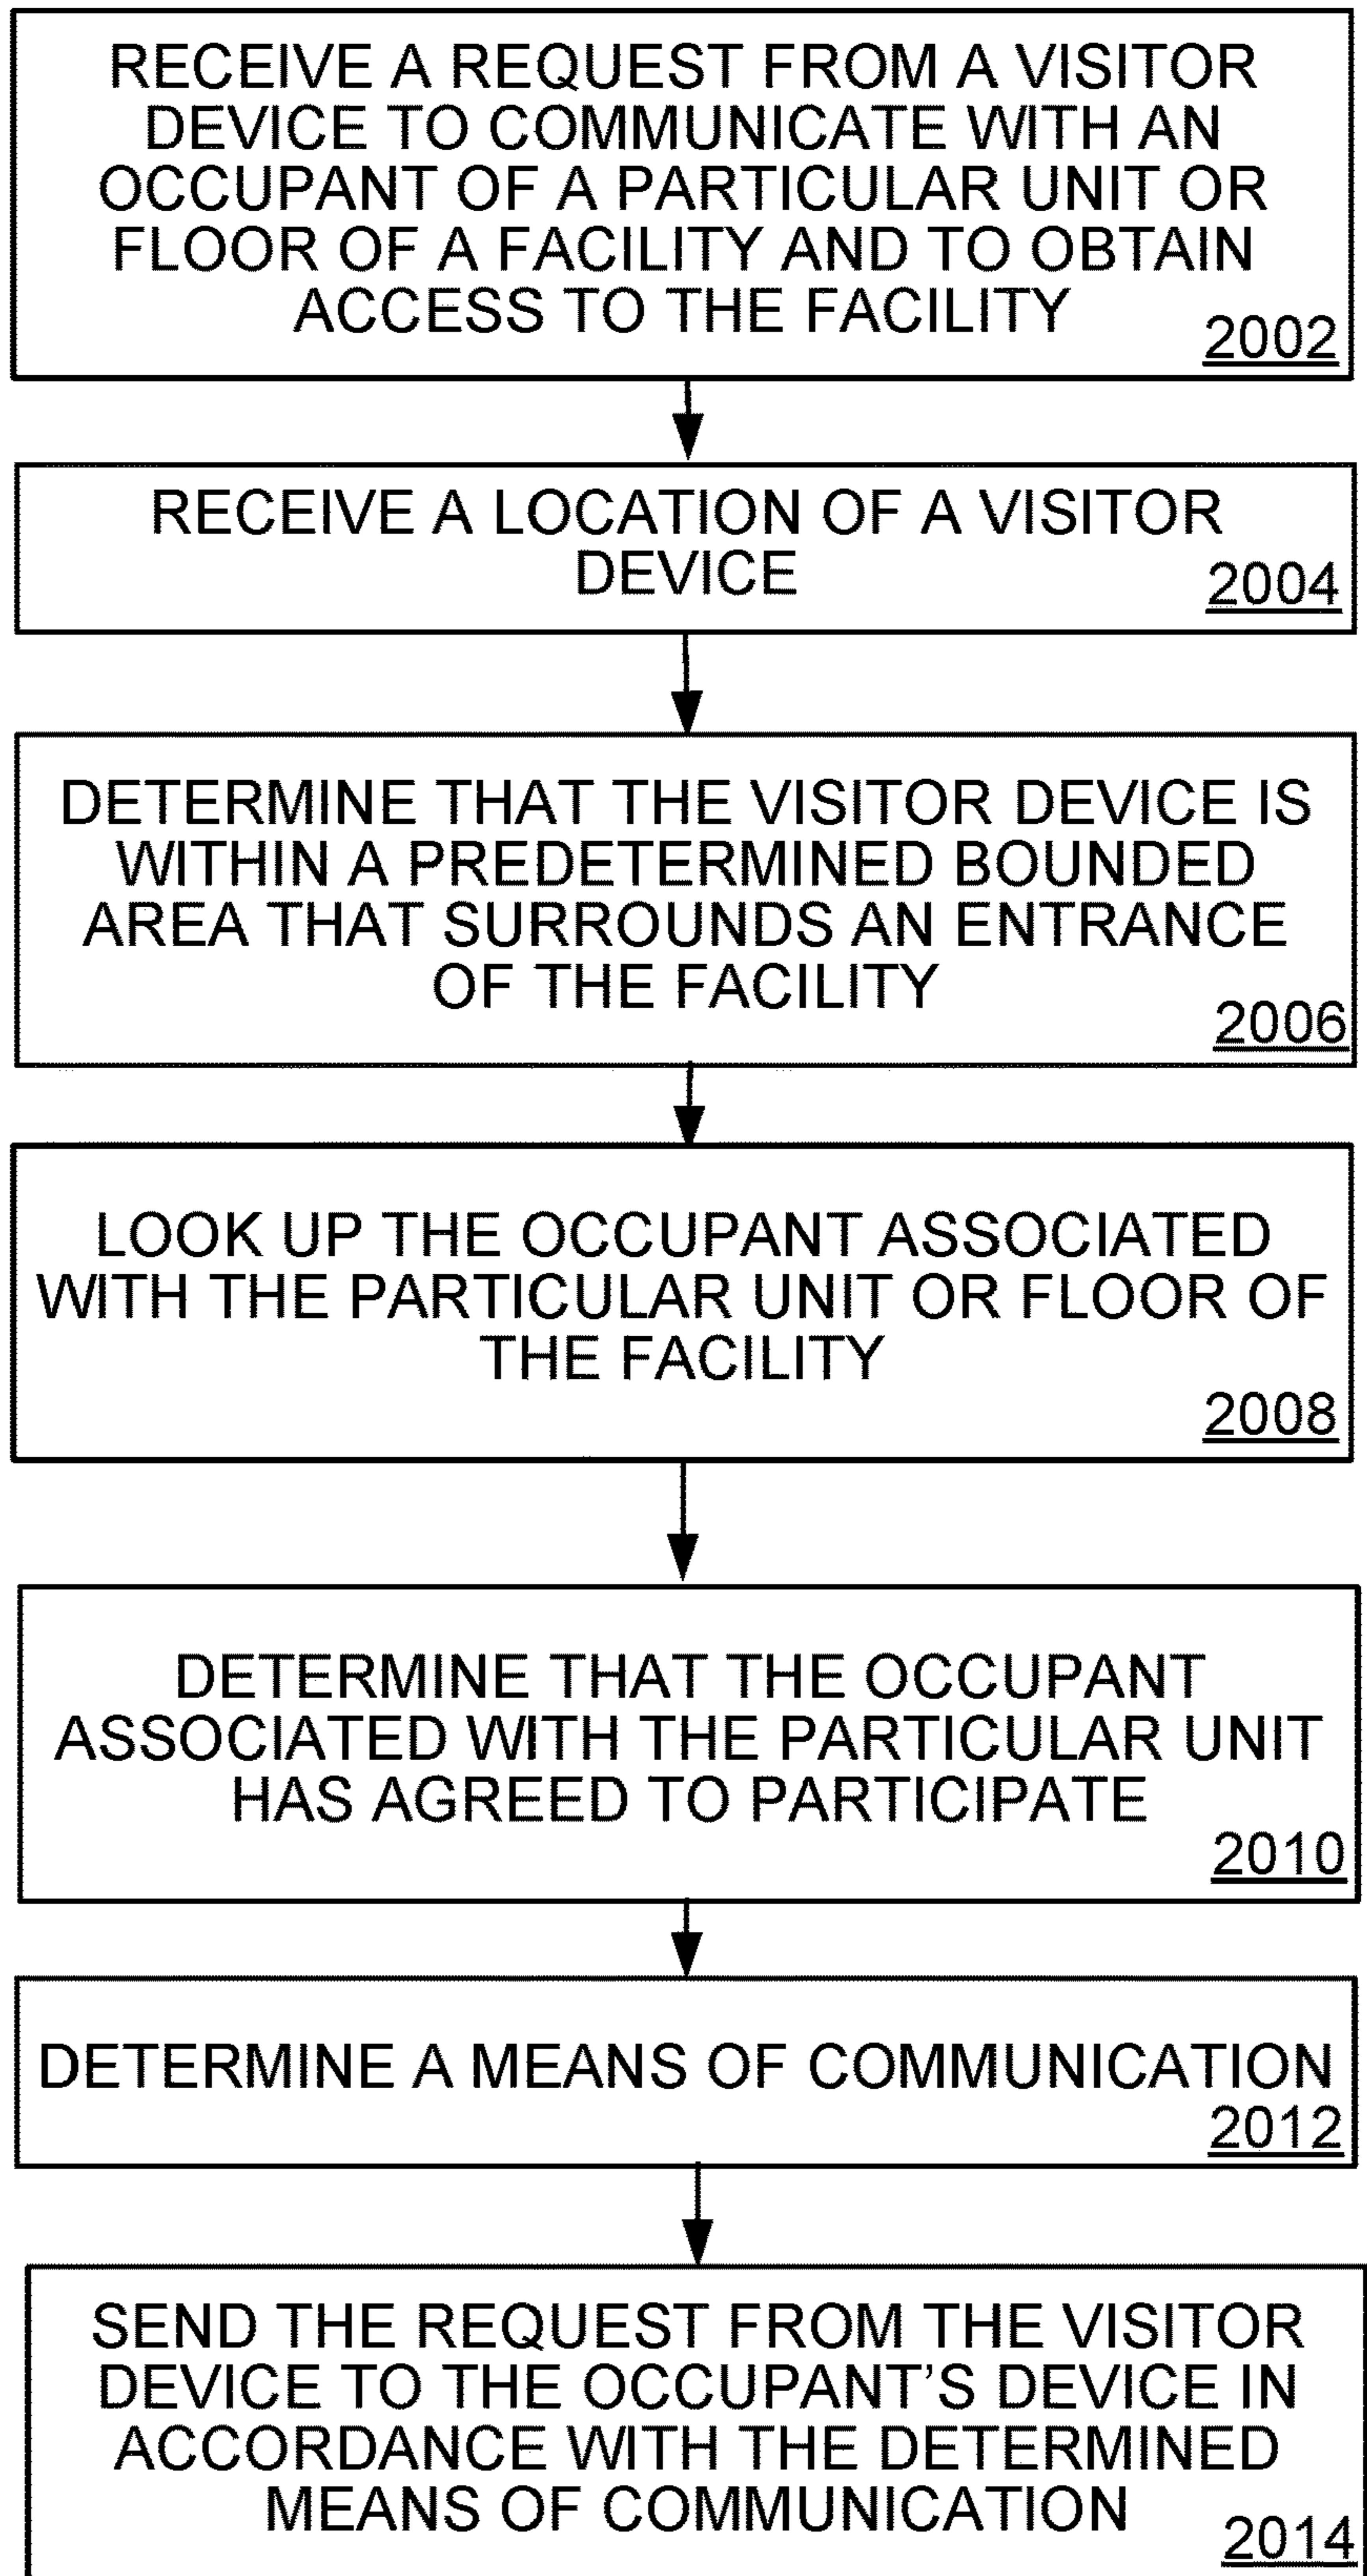 RECEIVE A REQUEST FROM A VISITOR
DEVICE TO COMMUNICATE WITH AN
OCCUPANT OF A PARTICULAR UNIT OR
FLOOR OF A FACILITY AND TO OBTAIN
ACCESS TO THE FACILITY
2002
RECEIVE A LOCATION OF A VISITOR
DEVICE
2004
DETERMINE THAT THE VISITOR DEVICE IS
WITHIN A PREDETERMINED BOUNDED
AREA THAT SURROUNDS AN ENTRANCE
OF THE FACILITY
2006
LOOK UP THE OCCUPANT ASSOCIATED
WITH THE PARTICULAR UNIT OR FLOOR OF
THE FACILITY
2008
DETERMINE THAT THE OCCUPANT
ASSOCIATED WITH THE PARTICULAR UNIT
HAS AGREED TO PARTICIPATE
2010
DETERMINE A MEANS OF COMMUNICATION
2012
SEND THE REQUEST FROM THE VISITOR
DEVICE TO THE OCCUPANT’S DEVICE IN
ACCORDANCE WITH THE DETERMINED
MEANS OF COMMUNICATION
2014